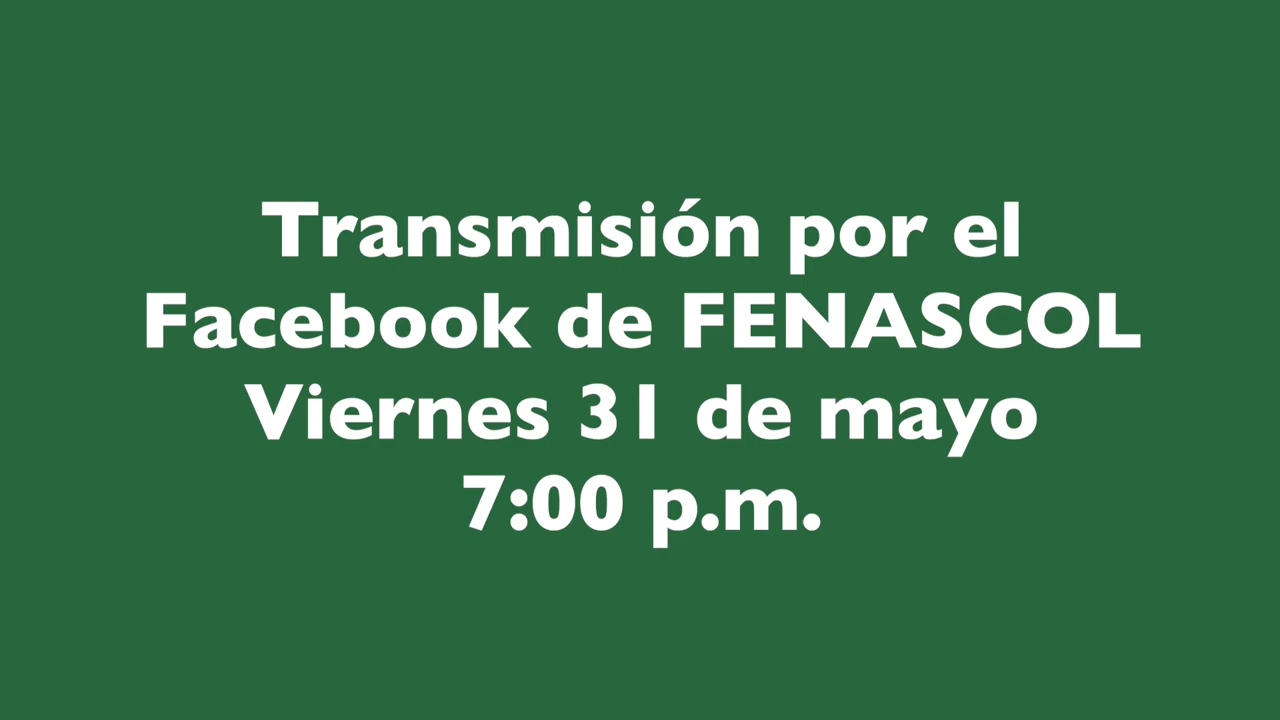 Transmisión por el
Facebook de FENASCOL
Viernes 31 de mayo
7:00 p.m.